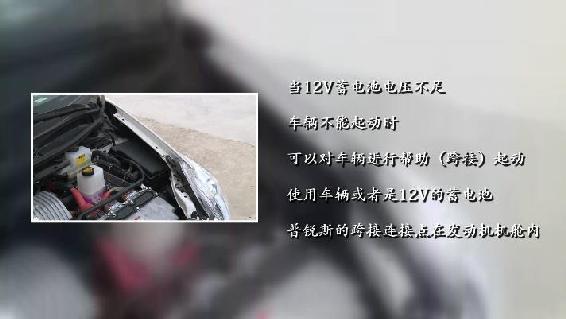 当12V蓄电池电压不足
车辆不能起动时
可以对车辆进行帮助（跨接）起动
使用车辆或者是12V的蓄电池
普锐斯的跨接连接点在发动机机舱内